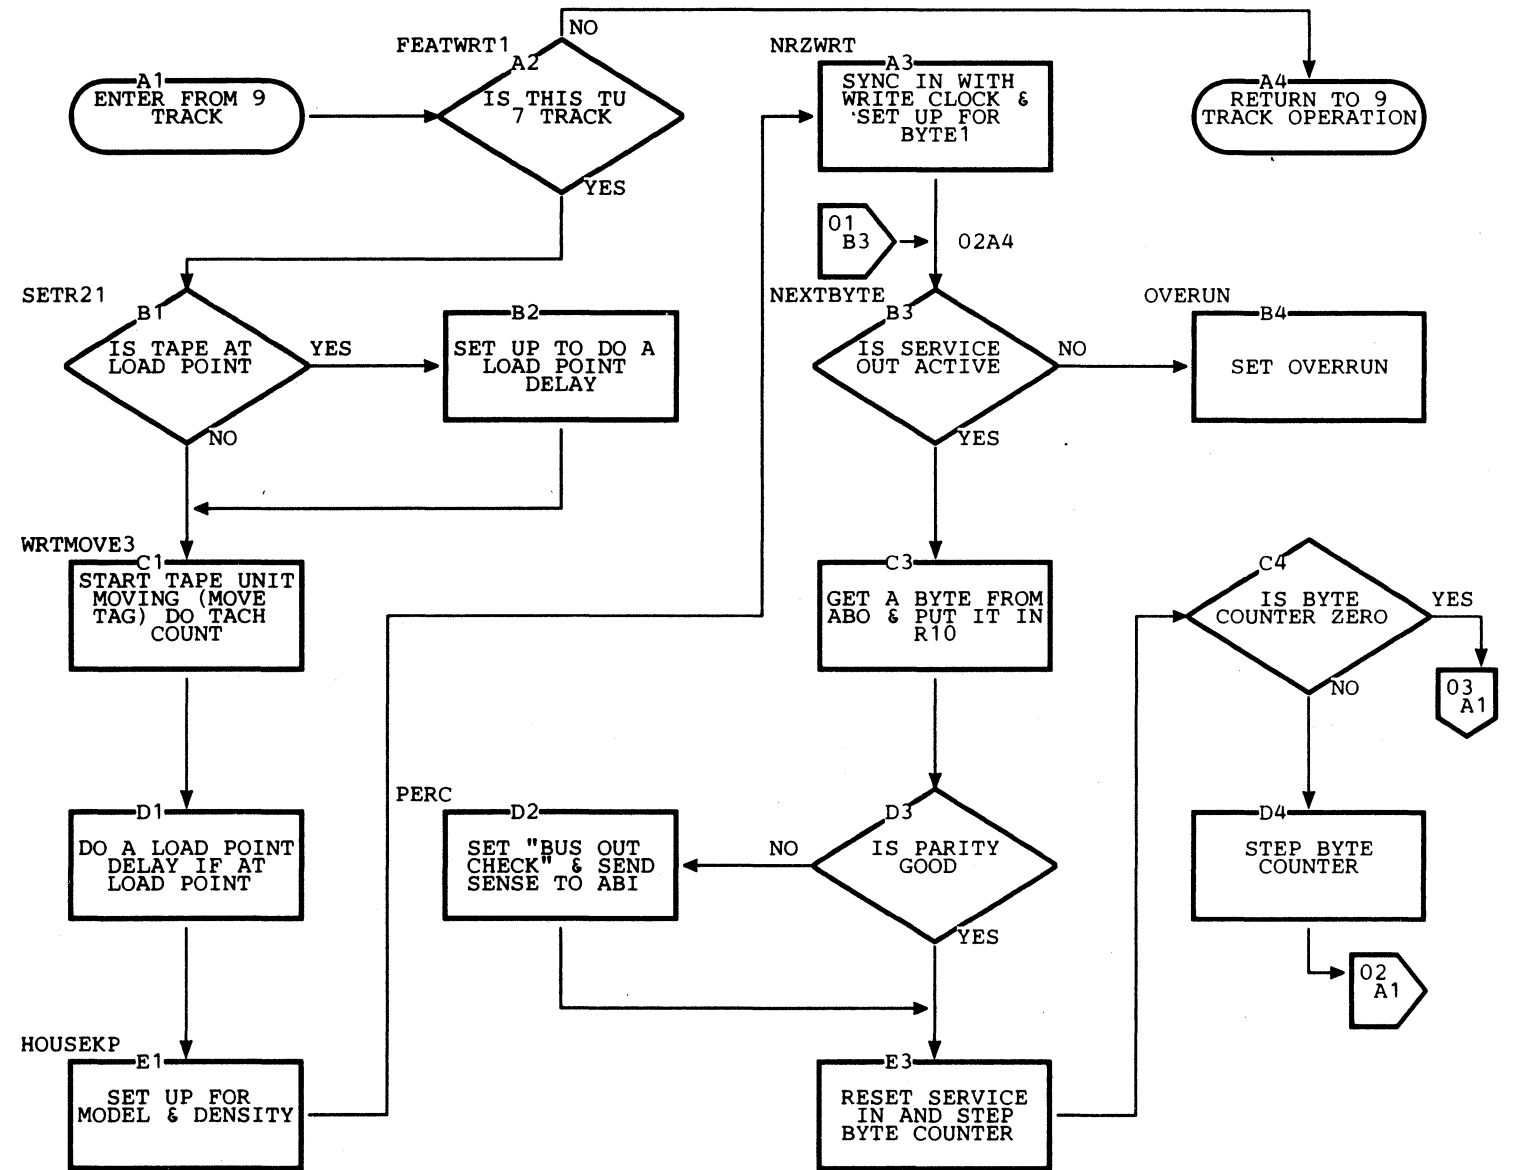 FEATWRT1
NO
A1
ENTER FROM 9
TRACK
A2
IS THIS TU
7 TRACK
YES
NRZWRT
A3
SYNC IN WITH
WRITE CLOCK &
SET UP FOR
BYTE1
A4
RETURN TO 9
TRACK OPERATION
01
B3
02A4
SETR21
B1
IS TAPE AT
LOAD POINT
YES
NO
B2
SET UP TO DO A
LOAD POINT
DELAY
NEXTBYTE
B3
IS SERVICE
OUT ACTIVE
NO
YES
OVERUN
B4
SET OVERRUN
WRTMOVE3
C1
START TAPE UNIT
MOVING (MOVE
TAG) DO TACH
COUNT
C3
GET A BYTE FROM
ABO & PUT IT IN
R10
C4
IS BYTE
COUNTER ZERO
YES
NO
03
A1
D1
DO A LOAD POINT
DELAY IF AT
LOAD POINT
PERC
D2
SET "BUS OUT
CHECK" & SEND
SENSE TO ABI
NO
D3
IS PARITY
GOOD
YES
D4
STEP BYTE
COUNTER
02
A1
HOUSEKP
E1
SET UP FOR
MODEL & DENSITY
E3
RESET SERVICE
IN AND STEP
BYTE COUNTER